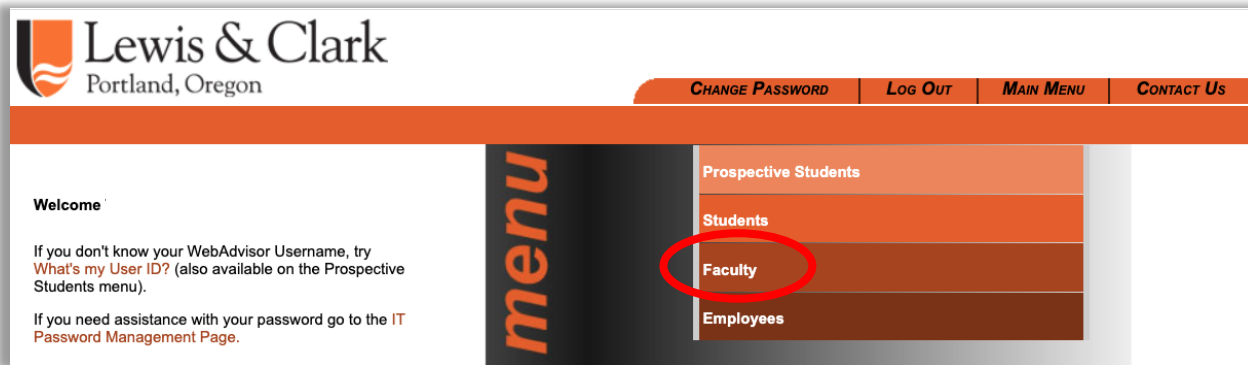 Lewis & Clark
Portland, Oregon
CHANGE PASSWORD
LOG OUT
MAIN MENU
CONTACT US
menu
Prospective Students
Students
Faculty
Employees
Welcome
If you don't know your WebAdvisor Username, try
What's my User ID? (also available on the Prospective
Students menu).
If you need assistance with your password go to the IT
Password Management Page.